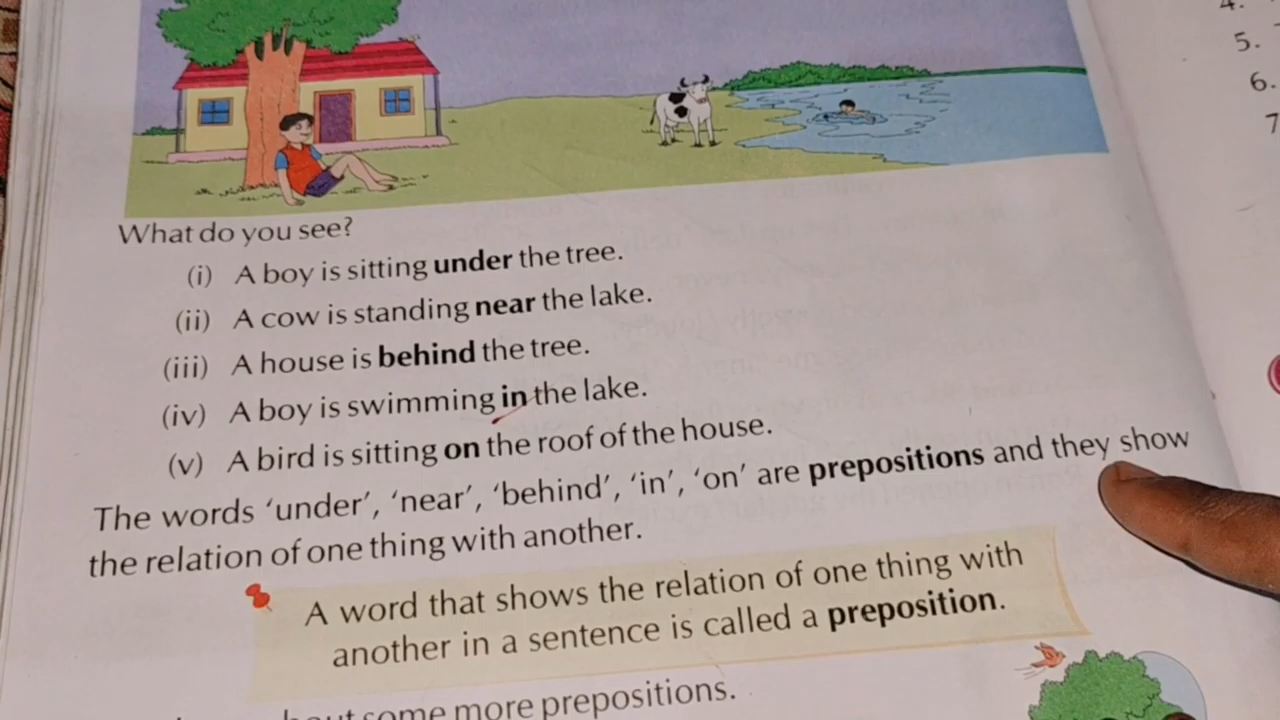 4.
5.
6.
7
What do you see?
(i) A boy is sitting under the tree.
(ii) A cow is standing near the lake.
(iii) A house is behind the tree.
(iv) A boy is swimming in the lake.
(v) A bird is sitting on the roof of the house.
The words ‘under’, ‘near’, ‘behind’, ‘in’, ‘on’ are prepositions and they show
the relation of one thing with another.
A word that shows the relation of one thing with
another in a sentence is called a preposition.
some more prepositions.